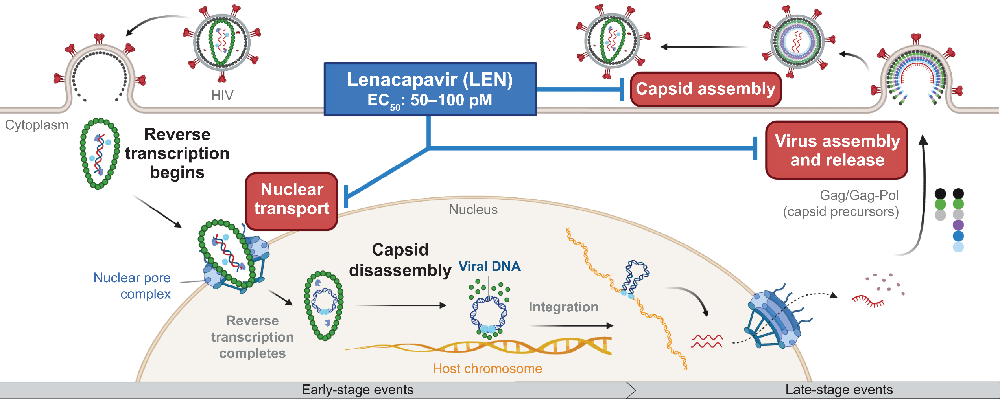 HIV
Lenacapavir (LEN)
EC50: 50–100 pM
Capsid assembly
Cytoplasm
Reverse
transcription
begins
Virus assembly
and release
Nuclear
transport
Gag/Gag-Pol
(capsid precursors)
Nucleus
Capsid
disassembly
Viral DNA
Nuclear pore
complex
Reverse
transcription
completes
Integration
Host chromosome
Early-stage events
Late-stage events